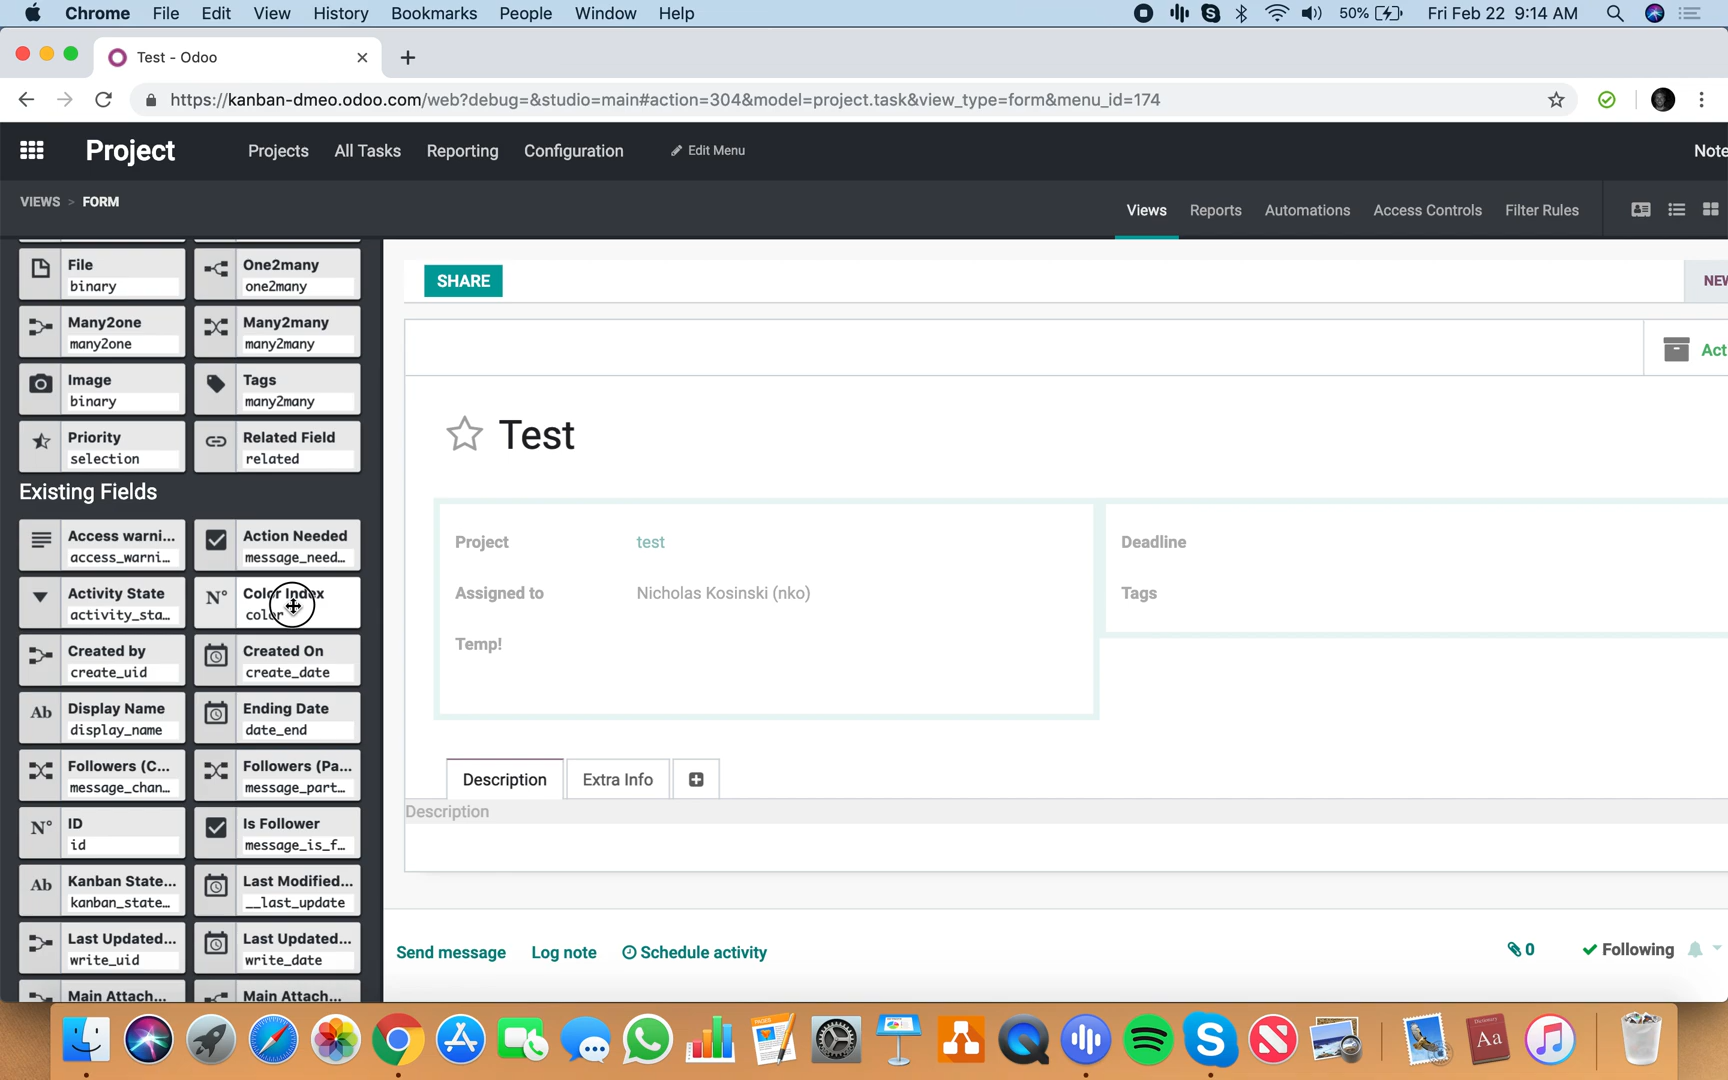 Chrome File Edit View History Bookmarks People Window Help 50% Fri Feb 22 9:14 AM
Test - Odoo
https://kanban-dmeo.odoo.com/web?debug=&studio=main#action=304&model=project.task&view_type=form&menu_id=174
Project Projects All Tasks Reporting Configuration Edit Menu Note
VIEWS > FORM Views Reports Automations Access Controls Filter Rules
File
binary
One2many
one2many
Many2one
many2one
Many2many
many2many
Image
binary
Tags
many2many
Priority
selection
Related Field
related
Existing Fields
Access warni...
access_warni...
Action Needed
message_need...
Activity State
activity_sta...
N° Color Index
color
Created by
create_uid
Created On
create_date
Ab Display Name
display_name
Ending Date
date_end
Followers (C...
message_chan...
Followers (Pa...
message_part...
N° ID
id
Is Follower
message_is_f...
Ab Kanban State...
kanban_state...
Last Modified...
__last_update
Last Updated...
write_uid
Last Updated...
write_date
Main Attach...
Main Attach...
SHARE
NEW
Act
Test
Project test
Assigned to Nicholas Kosinski (nko)
Temp!
Deadline
Tags
Description Extra Info
Description
Send message Log note Schedule activity 0 Following